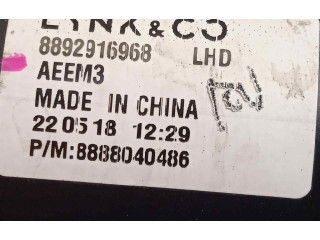 LYNK&CO
8892916968 LHD
AEEM3
MADE IN CHINA
22 05 18 12:29
P/M:8888040486